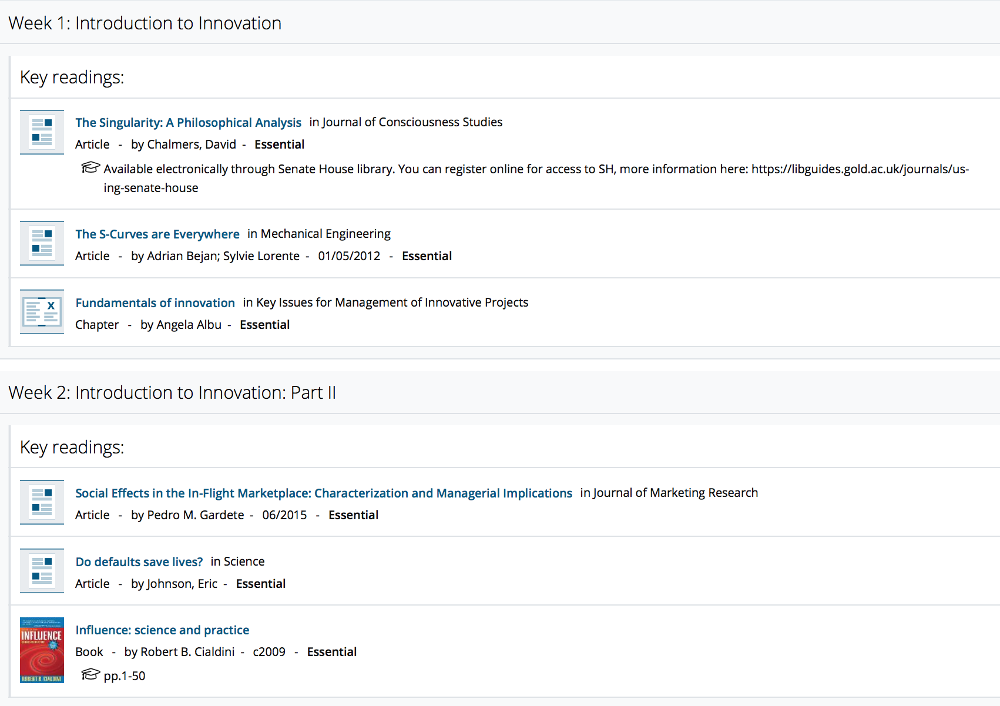 Week 1: Introduction to Innovation
Key readings:
The Singularity: A Philosophical Analysis in Journal of Consciousness Studies
Article - by Chalmers, David - Essential
Available electronically through Senate House library. You can register online for access to SH, more information here: https://libguides.gold.ac.uk/journals/us-
ing-senate-house
The S-Curves are Everywhere in Mechanical Engineering
Article - by Adrian Bejan; Sylvie Lorente - 01/05/2012 - Essential
X
Fundamentals of innovation in Key Issues for Management of Innovative Projects
Chapter - by Angela Albu - Essential
Week 2: Introduction to Innovation: Part II
Key readings:
Social Effects in the In-Flight Marketplace: Characterization and Managerial Implications in Journal of Marketing Research
Article - by Pedro M. Gardete - 06/2015 - Essential
Do defaults save lives? in Science
Article - by Johnson, Eric - Essential
INFLUENCE
ROBERT B. CIALDINI
Influence: science and practice
Book - by Robert B. Cialdini - c2009 - Essential
pp.1-50